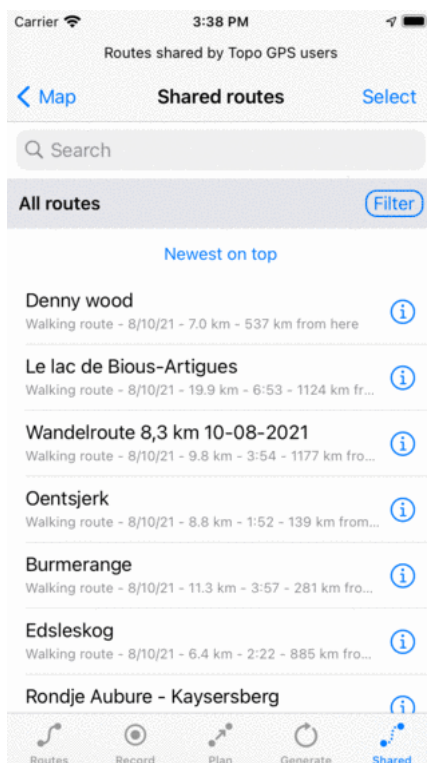 Carrier 3:38 PM
Routes shared by Topo GPS users
Map Shared routes Select
Search
All routes Filter
Newest on top
Denny wood
Walking route - 8/10/21 - 7.0 km - 537 km from here
Le lac de Bious-Artigues
Walking route - 8/10/21 - 19.9 km - 6:53 - 1124 km fr...
Wandelroute 8,3 km 10-08-2021
Walking route - 8/10/21 - 9.8 km - 3:54 - 1177 km fro...
Oentsjerk
Walking route - 8/10/21 - 8.8 km - 1:52 - 139 km from...
Burmerange
Walking route - 8/10/21 - 11.3 km - 3:57 - 281 km fro...
Edsleskog
Walking route - 8/10/21 - 6.4 km - 2:22 - 885 km fro...
Rondje Aubure - Kaysersberg
Routes Record Plan Generate Shared